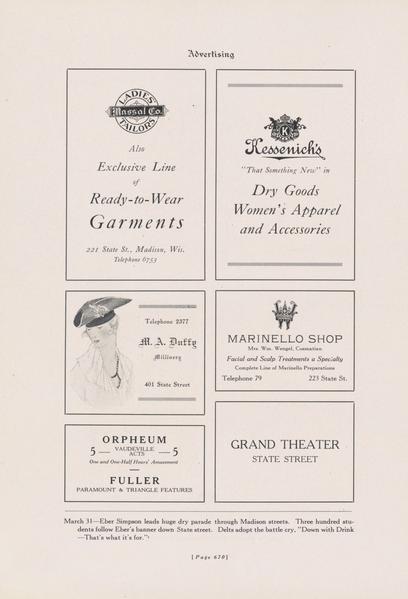 Advertising
LADIES
Massal Co.
TAILORS
Also
Exclusive Line
of
Ready-to-Wear
Garments
221 State St., Madison, Wis.
Telephone 6753
K
Kessenich's
"That Something New" in
Dry Goods
Women's Apparel
and Accessories
Telephone 2377
M. A. Duffy
Millinery
401 State Street
MARINELLO SHOP
Mrs. Wm. Wengel, Cosmetian
Facial and Scalp Treatments a Specialty
Complete Line of Marinello Preparations
Telephone 79 223 State St.
ORPHEUM
5— VAUDEVILLE ACTS —5
One and One-Half Hours' Amusement
FULLER
PARAMOUNT & TRIANGLE FEATURES
GRAND THEATER
STATE STREET
March 31—Eber Simpson leads huge dry parade through Madison streets. Three hundred stu-
dents follow Eber's banner down State street. Delts adopt the battle cry, "Down with Drink
—That's what it's for."
[Page 670]